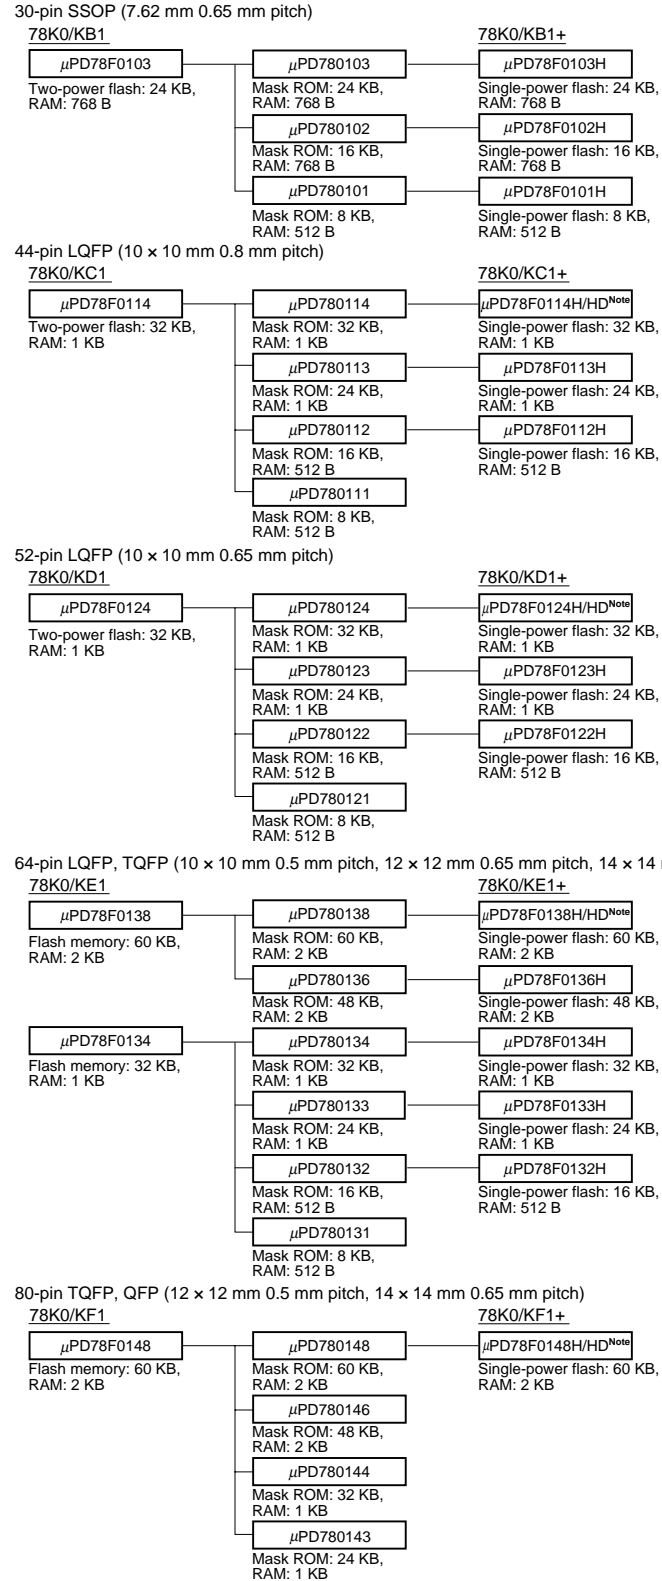 30-pin SSOP (7.62 mm 0.65 mm pitch)
78K0/KB1 78K0/KB1+
μPD78F0103 μPD780103 μPD78F0103H
Two-power flash: 24 KB, Mask ROM: 24 KB, Single-power flash: 24 KB,
RAM: 768 B RAM: 768 B RAM: 768 B
μPD780102 μPD78F0102H
Mask ROM: 16 KB, Single-power flash: 16 KB,
RAM: 768 B RAM: 768 B
μPD780101 μPD78F0101H
Mask ROM: 8 KB, Single-power flash: 8 KB,
RAM: 512 B RAM: 512 B
44-pin LQFP (10 × 10 mm 0.8 mm pitch)
78K0/KC1 78K0/KC1+
μPD78F0114 μPD780114 μPD78F0114H/HDNote
Two-power flash: 32 KB, Mask ROM: 32 KB, Single-power flash: 32 KB,
RAM: 1 KB RAM: 1 KB RAM: 1 KB
μPD780113 μPD78F0113H
Mask ROM: 24 KB, Single-power flash: 24 KB,
RAM: 1 KB RAM: 1 KB
μPD780112 μPD78F0112H
Mask ROM: 16 KB, Single-power flash: 16 KB,
RAM: 512 B RAM: 512 B
μPD780111
Mask ROM: 8 KB,
RAM: 512 B
52-pin LQFP (10 × 10 mm 0.65 mm pitch)
78K0/KD1 78K0/KD1+
μPD78F0124 μPD780124 μPD78F0124H/HDNote
Two-power flash: 32 KB, Mask ROM: 32 KB, Single-power flash: 32 KB,
RAM: 1 KB RAM: 1 KB RAM: 1 KB
μPD780123 μPD78F0123H
Mask ROM: 24 KB, Single-power flash: 24 KB,
RAM: 1 KB RAM: 1 KB
μPD780122 μPD78F0122H
Mask ROM: 16 KB, Single-power flash: 16 KB,
RAM: 512 B RAM: 512 B
μPD780121
Mask ROM: 8 KB,
RAM: 512 B
64-pin LQFP, TQFP (10 × 10 mm 0.5 mm pitch, 12 × 12 mm 0.65 mm pitch, 14 × 14
78K0/KE1 78K0/KE1+
μPD78F0138 μPD780138 μPD78F0138H/HDNote
Flash memory: 60 KB, Mask ROM: 60 KB, Single-power flash: 60 KB,
RAM: 2 KB RAM: 2 KB RAM: 2 KB
μPD780136 μPD78F0136H
Mask ROM: 48 KB, Single-power flash: 48 KB,
RAM: 2 KB RAM: 2 KB
μPD78F0134 μPD780134 μPD78F0134H
Flash memory: 32 KB, Mask ROM: 32 KB, Single-power flash: 32 KB,
RAM: 1 KB RAM: 1 KB RAM: 1 KB
μPD780133 μPD78F0133H
Mask ROM: 24 KB, Single-power flash: 24 KB,
RAM: 1 KB RAM: 1 KB
μPD780132 μPD78F0132H
Mask ROM: 16 KB, Single-power flash: 16 KB,
RAM: 512 B RAM: 512 B
μPD780131
Mask ROM: 8 KB,
RAM: 512 B
80-pin TQFP, QFP (12 × 12 mm 0.5 mm pitch, 14 × 14 mm 0.65 mm pitch)
78K0/KF1 78K0/KF1+
μPD78F0148 μPD780148 μPD78F0148H/HDNote
Flash memory: 60 KB, Mask ROM: 60 KB, Single-power flash: 60 KB,
RAM: 2 KB RAM: 2 KB RAM: 2 KB
μPD780146
Mask ROM: 48 KB,
RAM: 2 KB
μPD780144
Mask ROM: 32 KB,
RAM: 1 KB
μPD780143
Mask ROM: 24 KB,
RAM: 1 KB